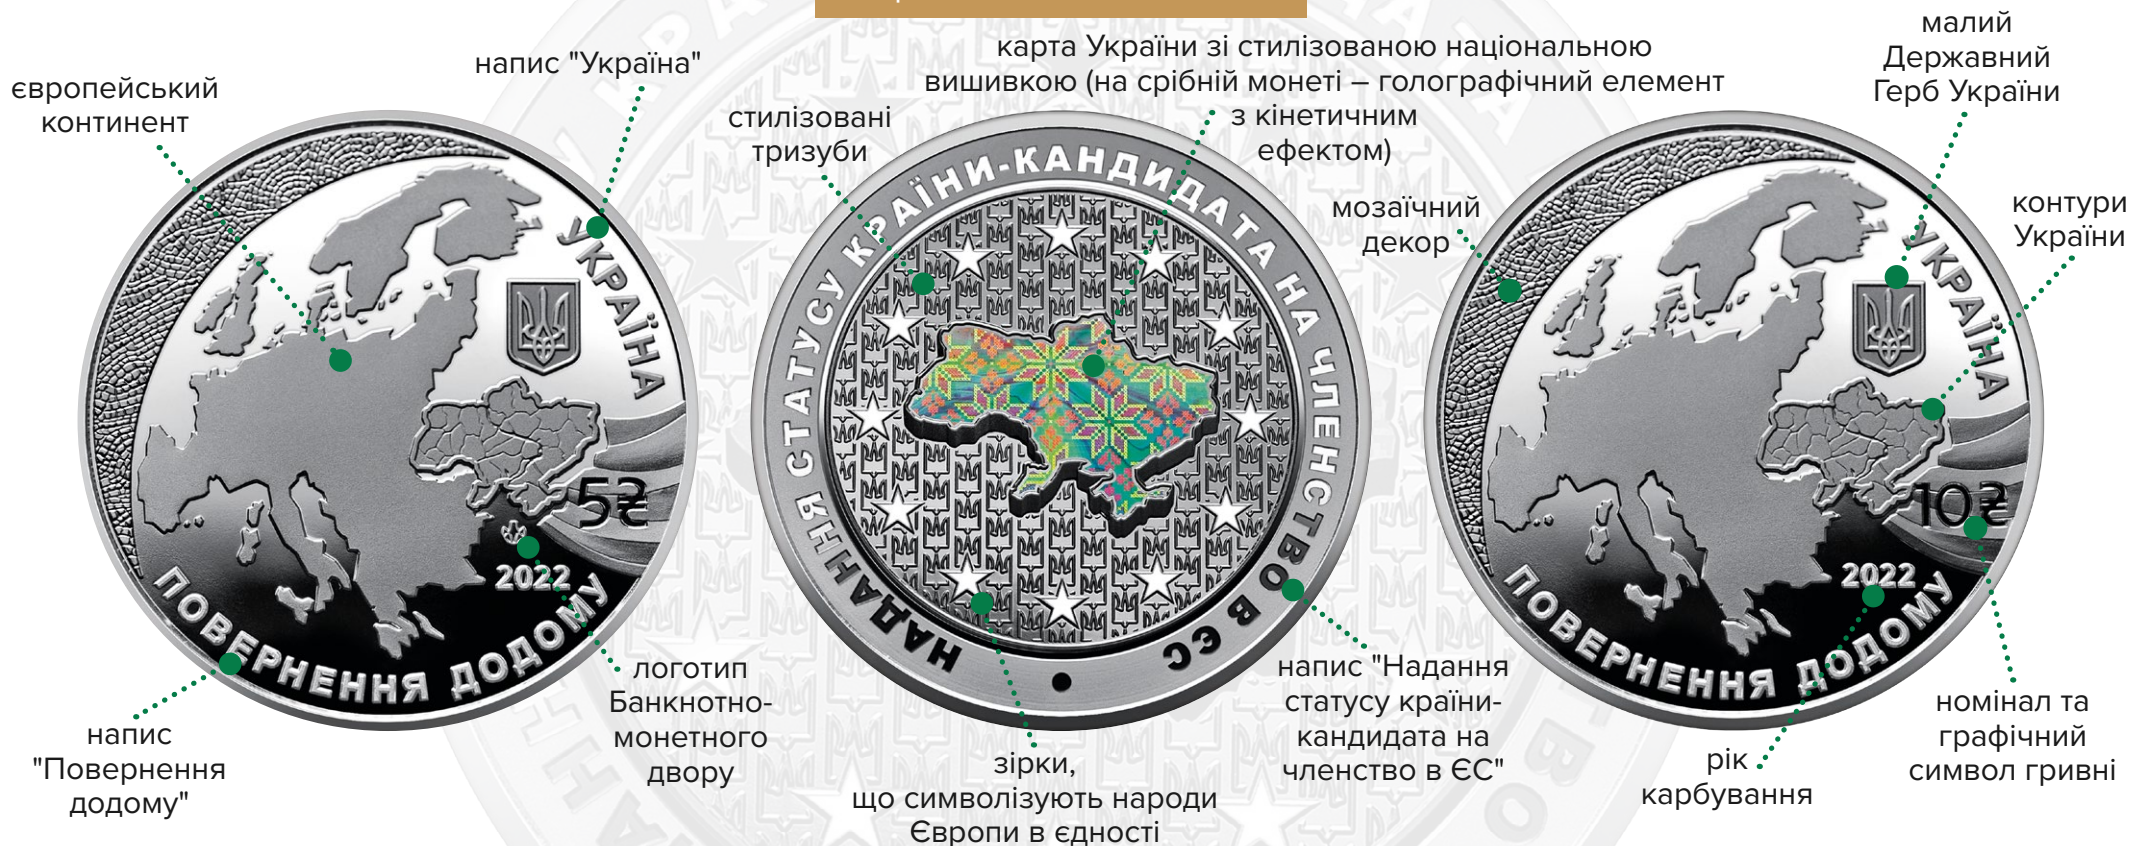 європейський
континент
напис "Україна"
стилізовані
тризуби
карта України зі стилізованою національною
вишивкою (на срібній монеті – голографічний елемент
з кінетичним
ефектом)
малий
Державний
Герб України
мозаїчний
декор
контури
України
УКРАЇНА
5₴
2022
ПОВЕРНЕННЯ ДОДОМУ
НАДАННЯ СТАТУСУ КРАЇНИ-КАНДИДАТА НА ЧЛЕНСТВО В ЄС
УКРАЇНА
10₴
2022
ПОВЕРНЕННЯ ДОДОМУ
напис
"Повернення
додому"
логотип
Банкнотно-
монетного
двору
зірки,
що символізують народи
Європи в єдності
напис "Надання
статусу країни-
кандидата на
членство в ЄС"
рік
карбування
номінал та
графічний
символ гривні